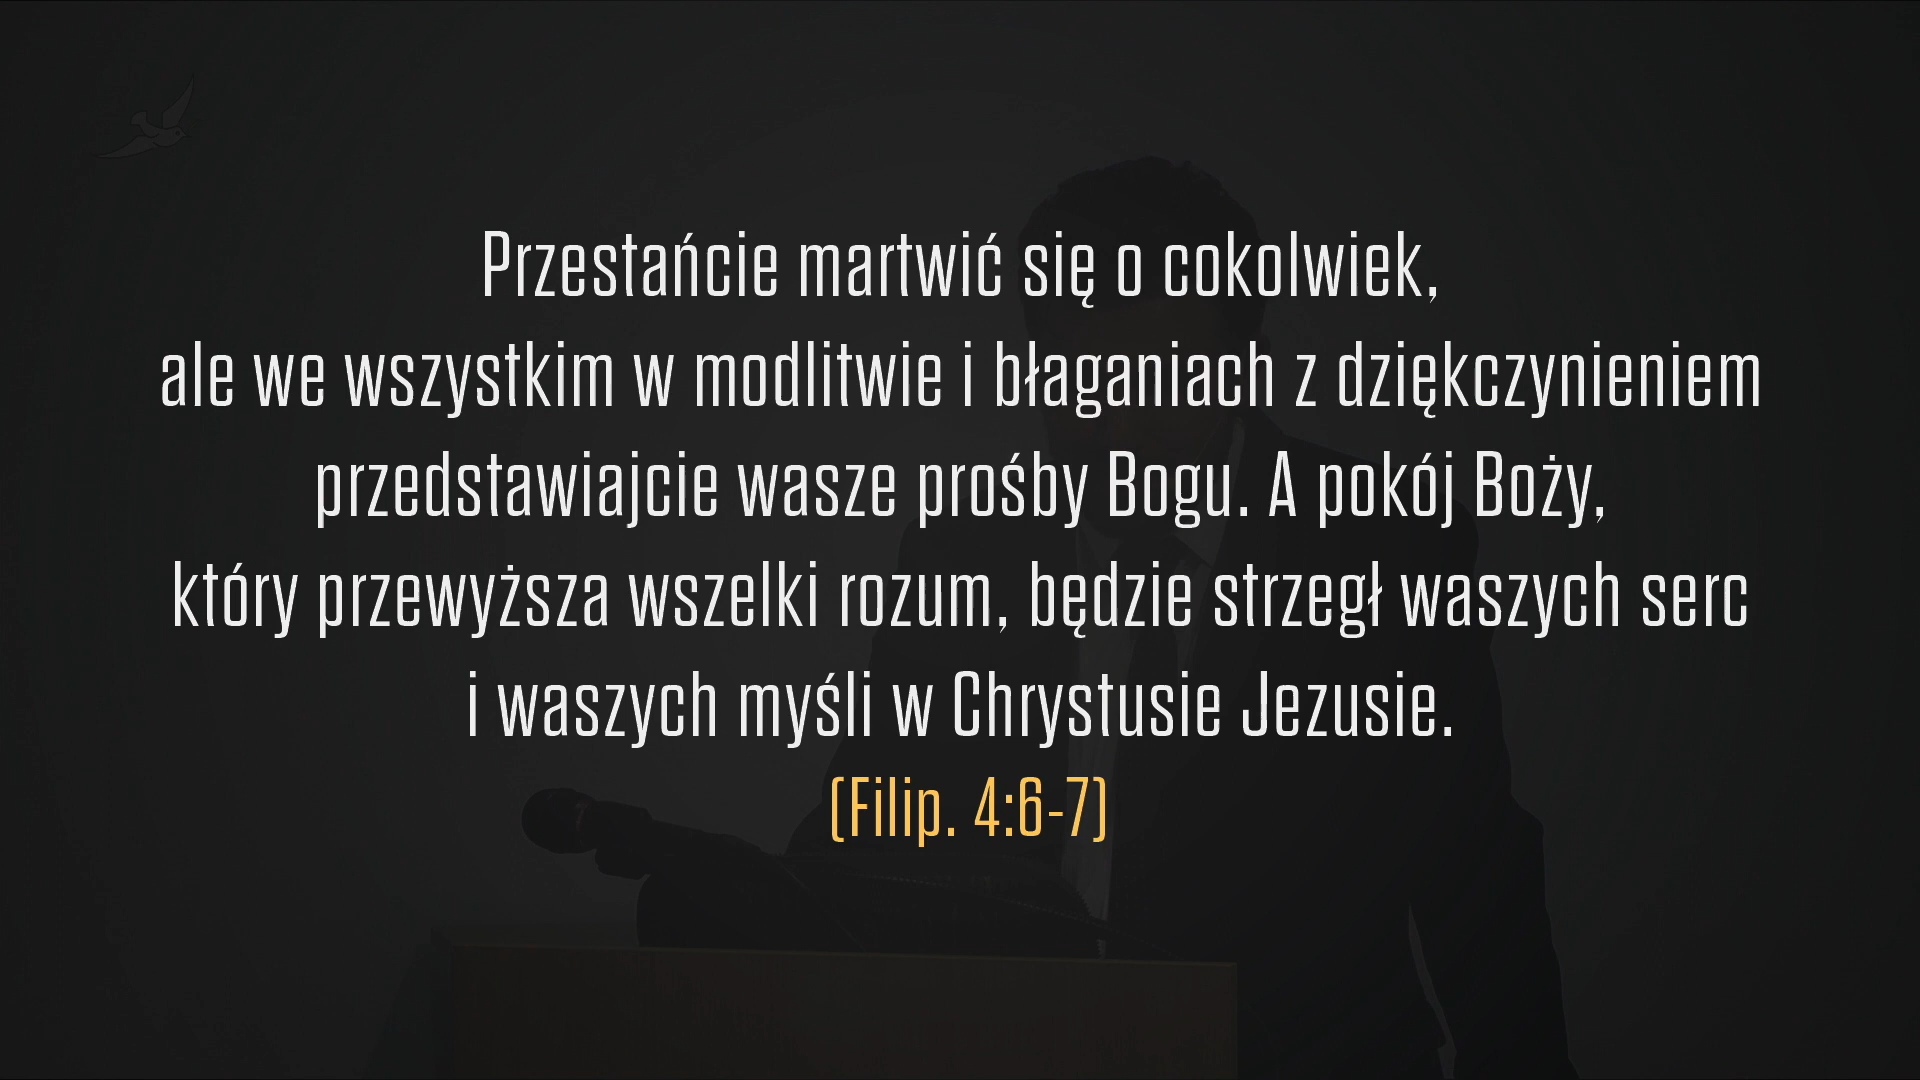 Przestańcie martwić się o cokolwiek,
ale we wszystkim w modlitwie i błaganiach z dziękczynieniem
przedstawiajcie wasze prośby Bogu. A pokój Boży,
który przewyższa wszelki rozum, będzie strzegł waszych serc
i waszych myśli w Chrystusie Jezusie.
(Filip. 4:6-7)